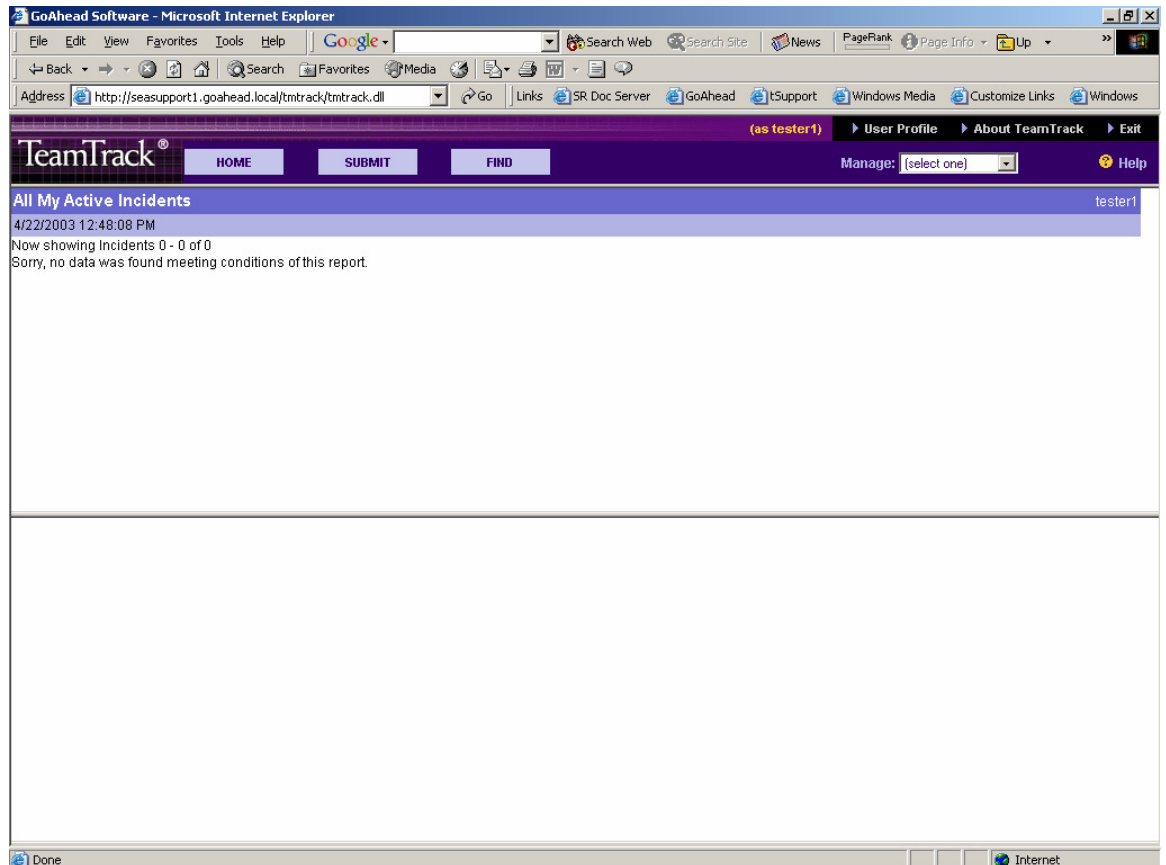 GoAhead Software - Microsoft Internet Explorer
File Edit View Favorites Tools Help Google Search Web Search Site News PageRank Page Info Up »
Back Search Favorites Media
Address http://seasupport1.goahead.local/tmtrack/tmtrack.dll Go Links SR Doc Server GoAhead tSupport Windows Media Customize Links Windows
(as tester1) User Profile About TeamTrack Exit
TeamTrack® HOME SUBMIT FIND Manage: (select one) ? Help
All My Active Incidents tester1
4/22/2003 12:48:08 PM
Now showing Incidents 0 - 0 of 0
Sorry, no data was found meeting conditions of this report.
Done Internet